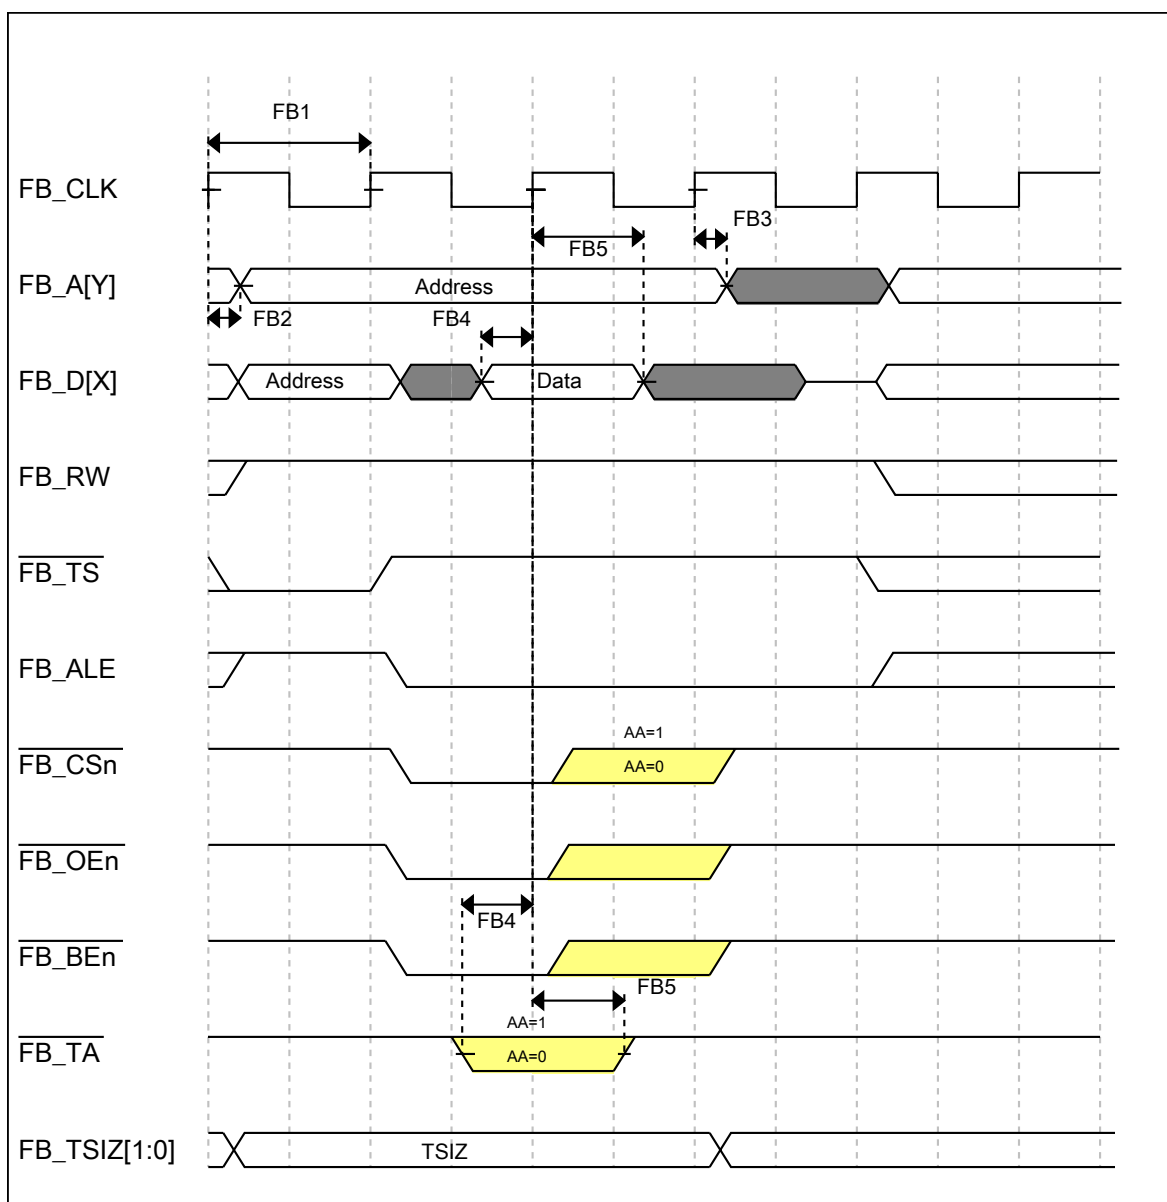 FB1
FB_CLK
FB3
FB5
FB_A[Y]
Address
FB2
FB4
FB_D[X]
Address
Data
FB_RW
FB_TS
FB_ALE
AA=1
FB_CSn
AA=0
FB_OEn
FB4
FB_BEn
FB5
AA=1
FB_TA
AA=0
FB_TSIZ[1:0]
TSIZ